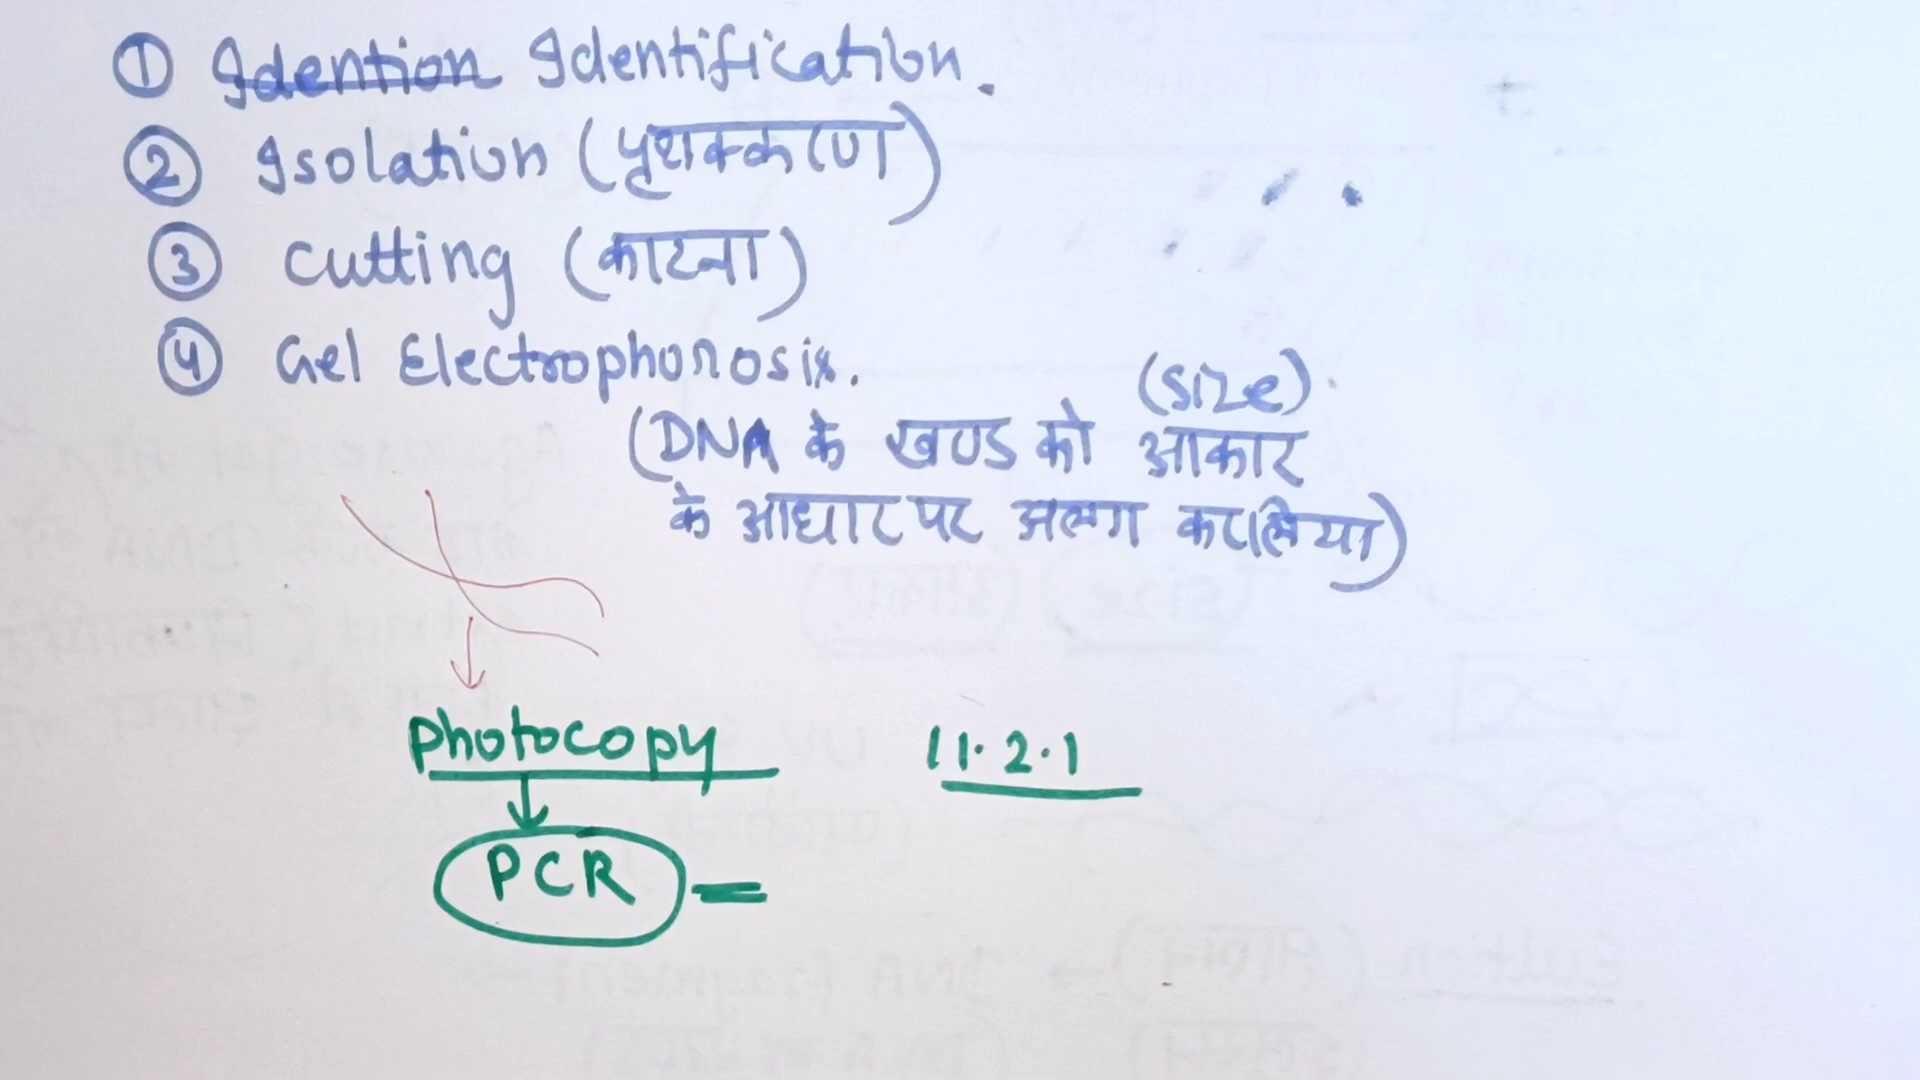 ① Idention Identification.
② Isolation (पृथक्करण)
③ Cutting (काटना)
④ Gel Electrophorosis.
(size)
(DNA के खण्ड को आकार
के आधार पर अलग कर लिया)
photocopy 11.2.1
PCR